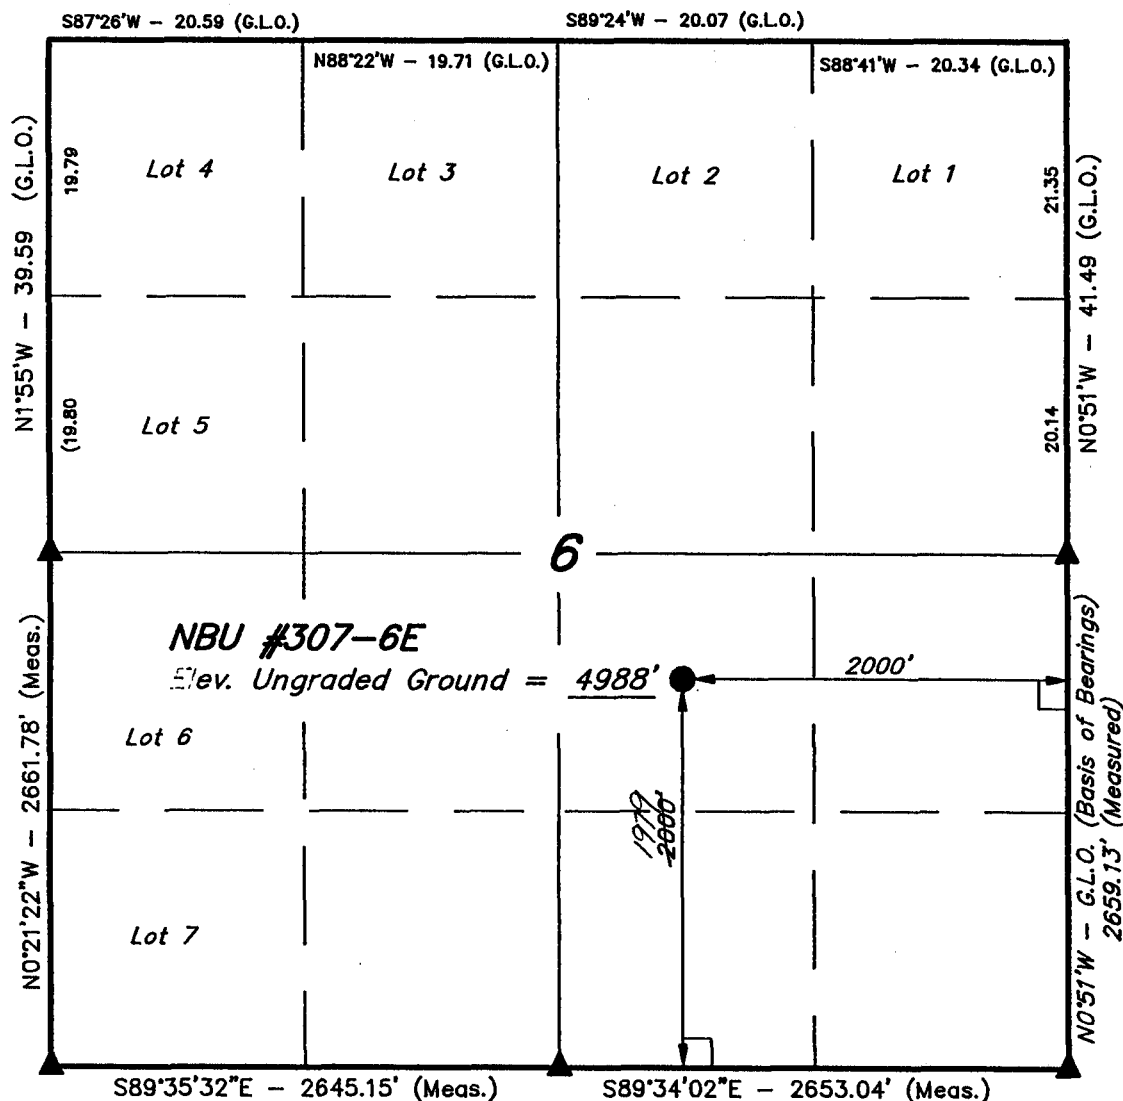 S87°26'W – 20.59 (G.L.O.)
S89°24'W – 20.07 (G.L.O.)
N88°22'W – 19.71 (G.L.O.)
S88°41'W – 20.34 (G.L.O.)
N1°55'W – 39.59 (G.L.O.)
19.79
Lot 4
Lot 3
Lot 2
Lot 1
21.35
N0°51'W – 41.49 (G.L.O.)
(19.80
Lot 5
20.14
6
NBU #307–6E
Elev. Ungraded Ground = 4988'
2000'
N0°21'22"W – 2661.78' (Meas.)
Lot 6
1979
2000'
N0°51'W – G.L.O. (Basis of Bearings)
2659.13' (Measured)
Lot 7
S89°35'32"E – 2645.15' (Meas.)
S89°34'02"E – 2653.04' (Meas.)